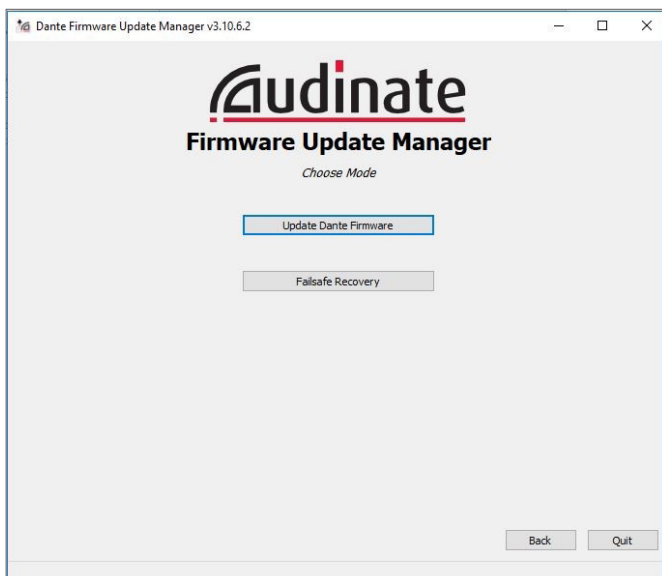 Dante Firmware Update Manager v3.10.6.2
Audinate
Firmware Update Manager
Choose Mode
Update Dante Firmware
Failsafe Recovery
Back Quit